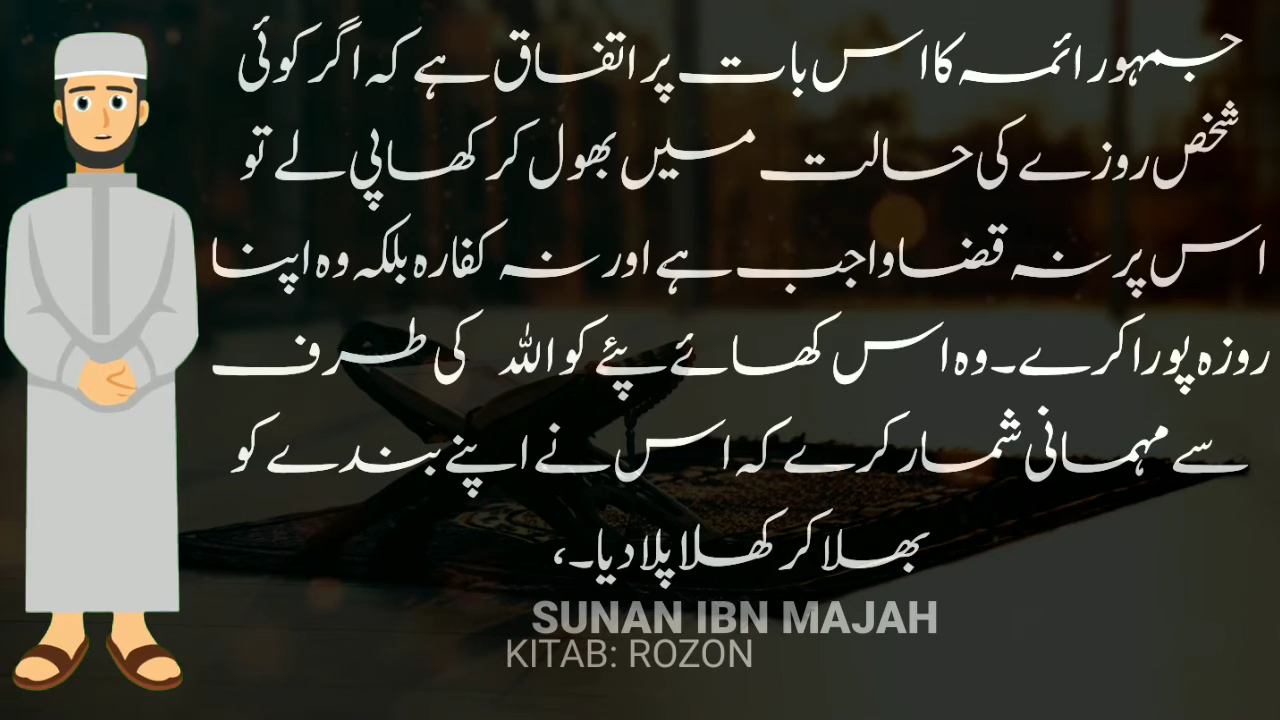 جمہور ائمہ کا اس بات پر اتفاق ہے کہ اگر کوئی
شخص روزے کی حالت میں بھول کر کھا پی لے تو
اس پر نہ قضا واجب ہے اور نہ کفارہ بلکہ وہ اپنا
روزہ پورا کرے۔ وہ اس کھائے پئے کو اللہ کی طرف
سے مہمانی شمار کرے کہ اس نے اپنے بندے کو
بھلا کر کھلا پلا دیا۔،
SUNAN IBN MAJAH
KITAB: ROZON